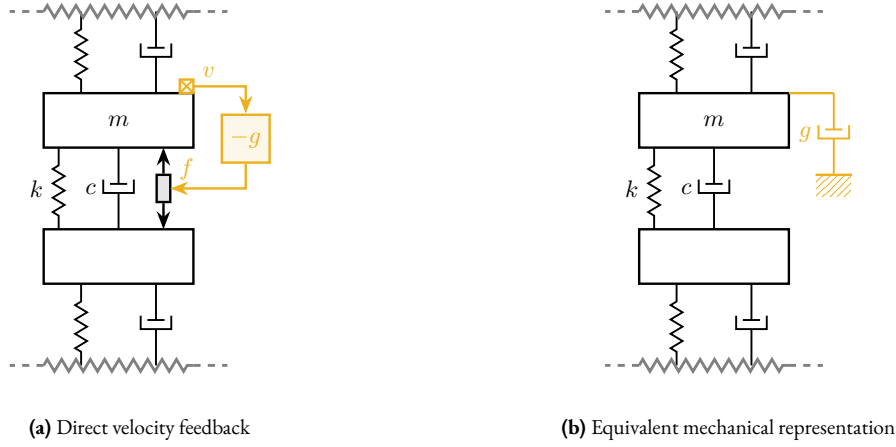 v
m
−g
f
k
c
(a) Direct velocity feedback
m
g
k
c
(b) Equivalent mechanical representation